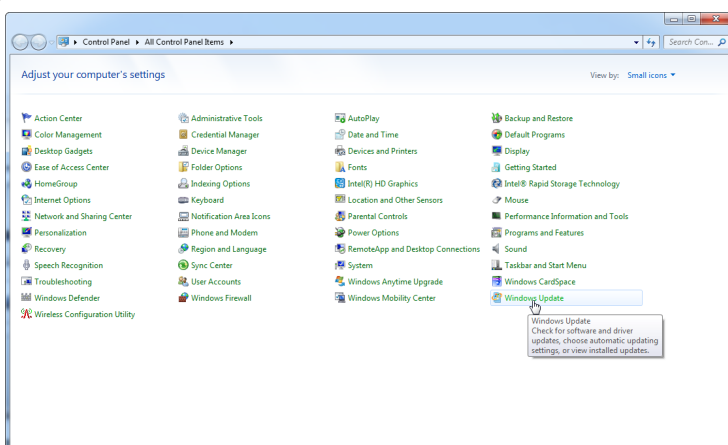 Control Panel All Control Panel Items Search Con...
Adjust your computer's settings View by: Small icons
Action Center Administrative Tools AutoPlay Backup and Restore
Color Management Credential Manager Date and Time Default Programs
Desktop Gadgets Device Manager Devices and Printers Display
Ease of Access Center Folder Options Fonts Getting Started
HomeGroup Indexing Options Intel(R) HD Graphics Intel® Rapid Storage Technology
Internet Options Keyboard Location and Other Sensors Mouse
Network and Sharing Center Notification Area Icons Parental Controls Performance Information and Tools
Personalization Phone and Modem Power Options Programs and Features
Recovery Region and Language RemoteApp and Desktop Connections Sound
Speech Recognition Sync Center System Taskbar and Start Menu
Troubleshooting User Accounts Windows Anytime Upgrade Windows CardSpace
Windows Defender Windows Firewall Windows Mobility Center Windows Update
Wireless Configuration Utility
Windows Update
Check for software and driver
updates, choose automatic updating
settings, or view installed updates.